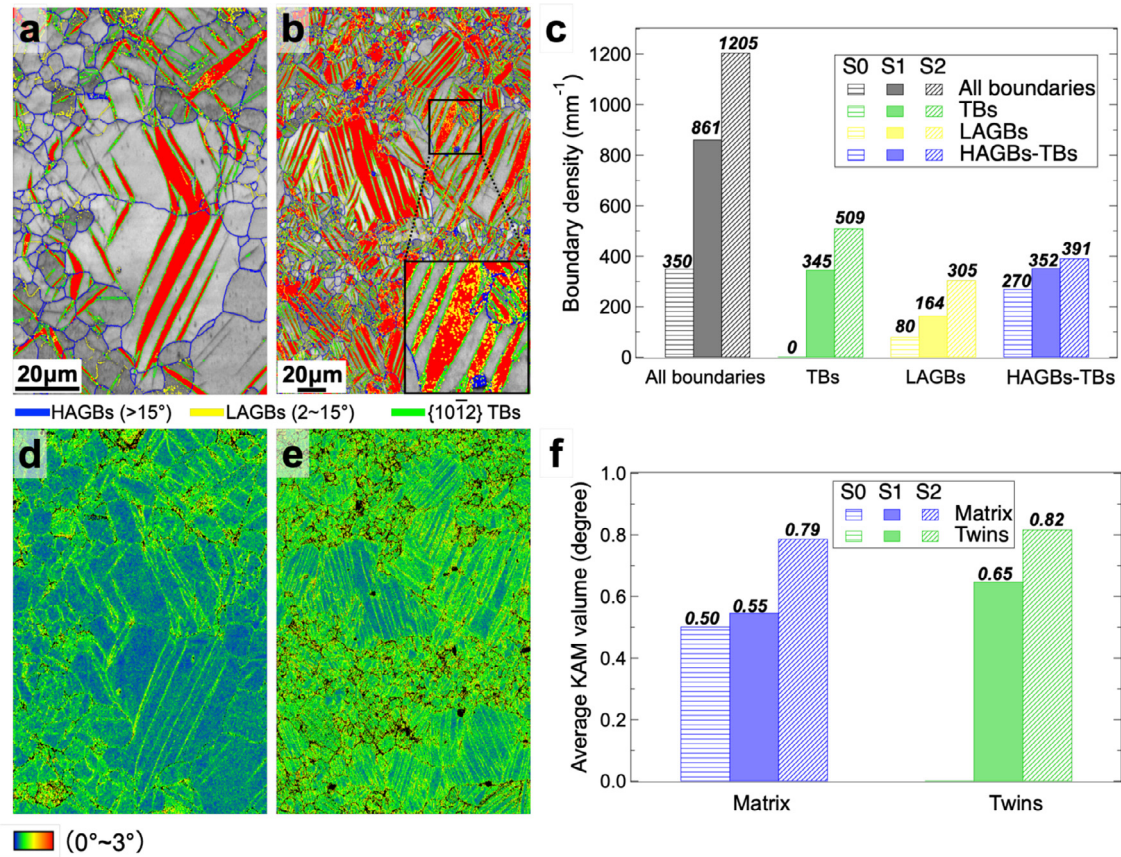 a
b
20μm
20μm
HAGBs (>15°) LAGBs (2~15°) {101̅2} TBs
c
Boundary density (mm⁻¹)
1200
1000
800
600
400
200
0
S0 S1 S2
All boundaries
TBs
LAGBs
HAGBs-TBs
350
861
1205
0
345
509
80
164
305
270
352
391
All boundaries TBs LAGBs HAGBs-TBs
d
e
(0°~3°)
f
Average KAM valume (degree)
1.0
0.8
0.6
0.4
0.2
0.0
S0 S1 S2
Matrix
Twins
0.50
0.55
0.79
0.65
0.82
Matrix Twins